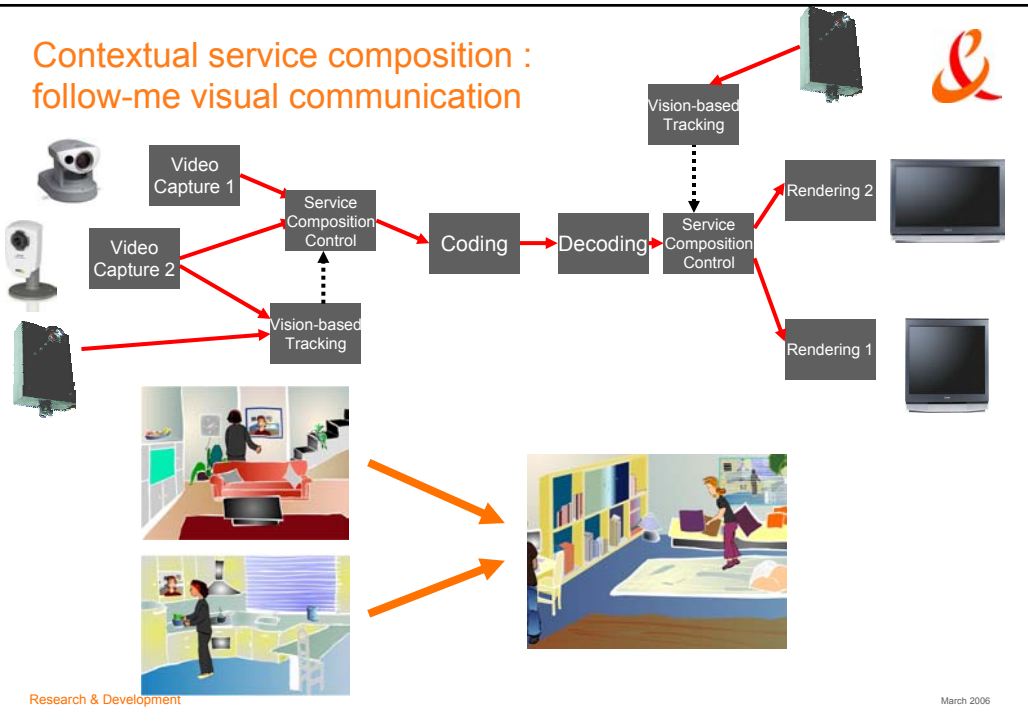 Contextual service composition :
follow-me visual communication
Vision-based
Tracking
Video
Capture 1
Service
Composition
Control
Rendering 2
Video
Capture 2
Coding
Decoding
Service
Composition
Control
Vision-based
Tracking
Rendering 1
Research & Development
March 2006